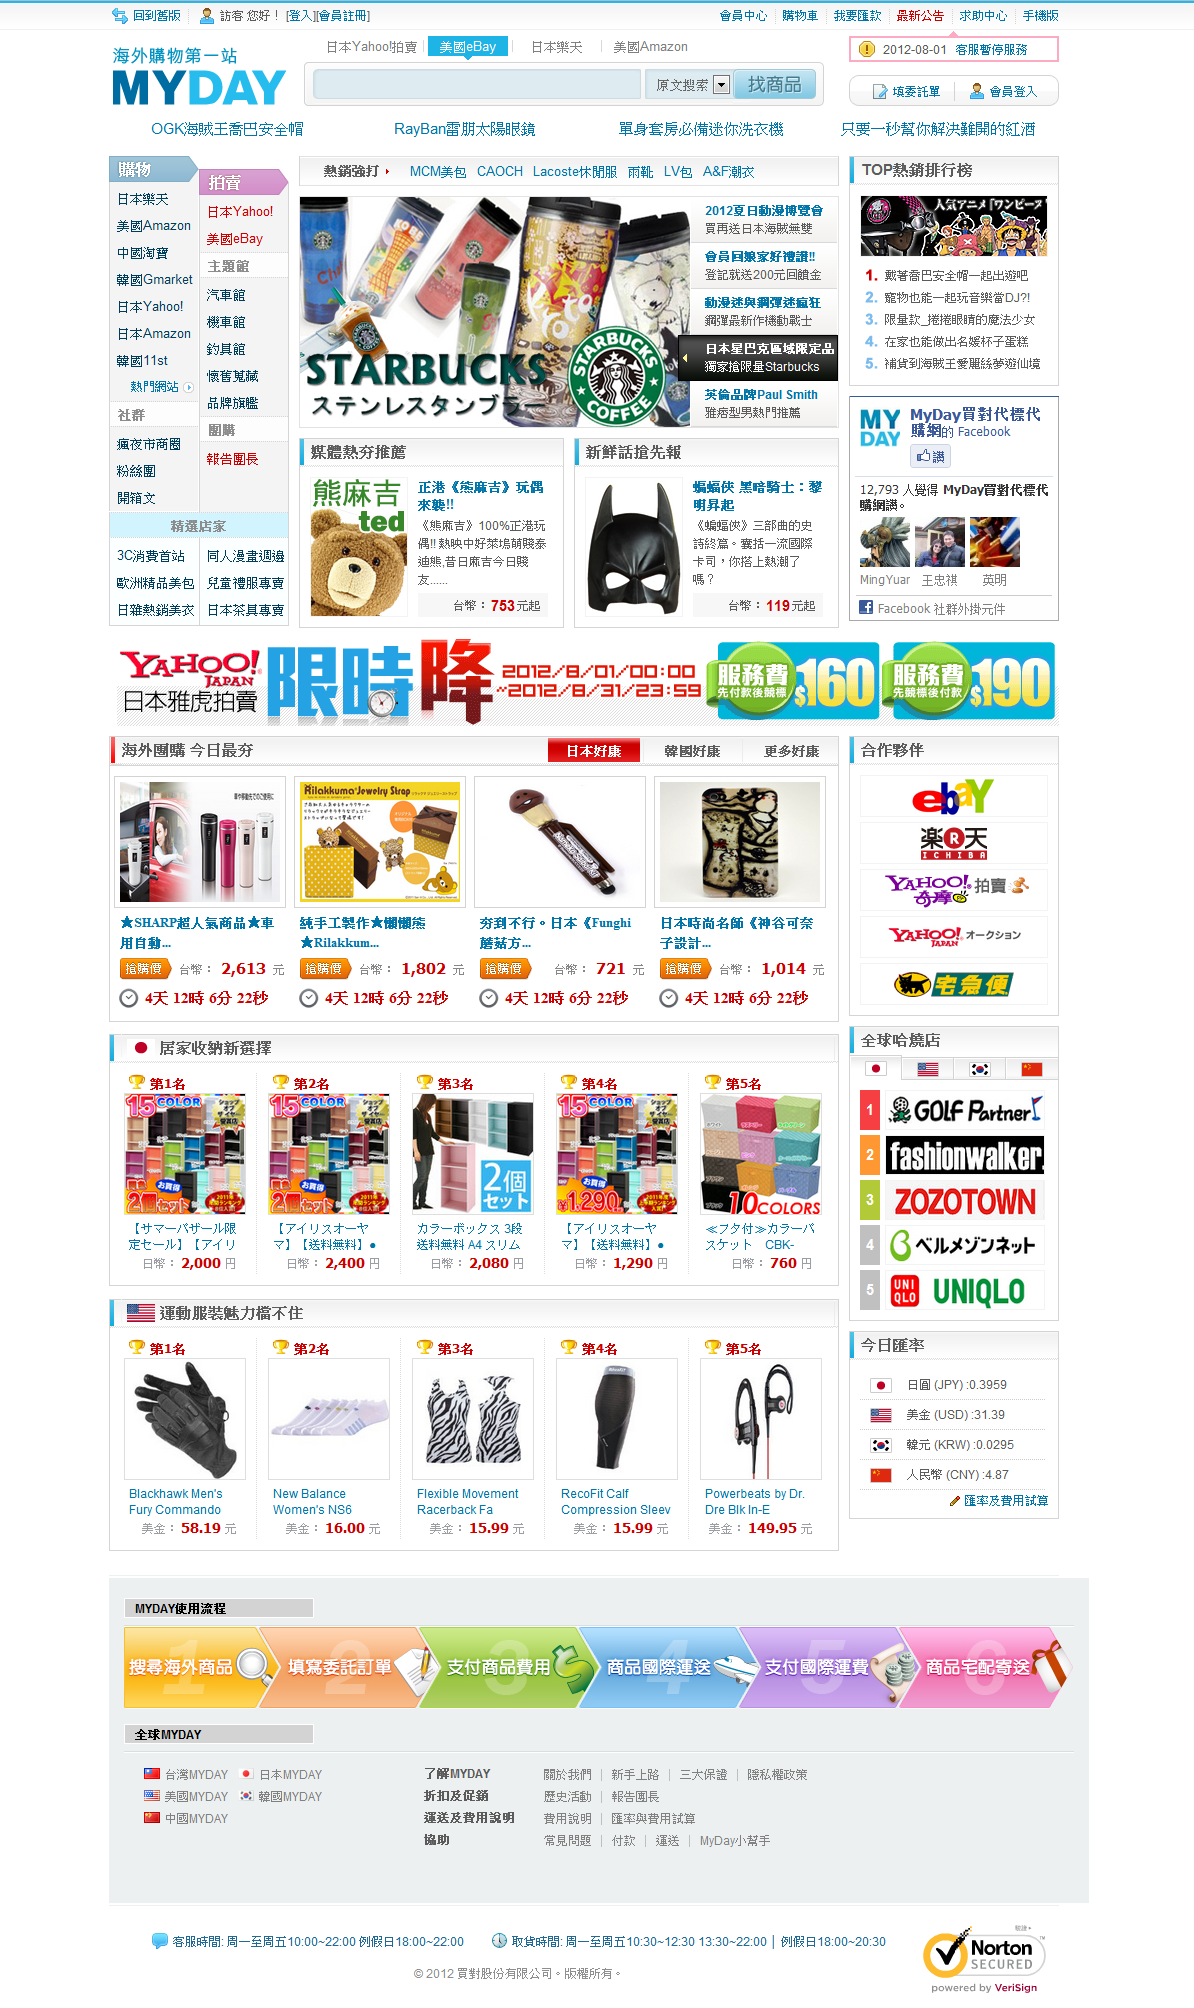 回到舊版
訪客 您好！ [登入][會員註冊]
會員中心 購物車 我要匯款 最新公告 求助中心 手機版
海外購物第一站
MYDAY
日本Yahoo!拍賣 美國eBay 日本樂天 美國Amazon
原文搜索 找商品
2012-08-01 客服暫停服務
填委託單 會員登入
OGK海賊王喬巴安全帽 RayBan雷朋太陽眼鏡 單身套房必備迷你洗衣機 只要一秒幫你解決難開的紅酒
購物
日本樂天
美國Amazon
中國淘寶
韓國Gmarket
日本Yahoo!
日本Amazon
韓國11st
熱門網站
社群
瘋夜市商圈
粉絲團
開箱文
拍賣
日本Yahoo!
美國eBay
主題館
汽車館
機車館
釣具館
懷舊蒐藏
品牌旗艦
團購
報告團長
精選店家
3C消費首站 同人漫畫週邊
歐洲精品美包 兒童禮服專賣
日雜熱銷美衣 日本茶具專賣
熱銷強打 MCM美包 CAOCH Lacoste休閒服 雨靴 LV包 A&F潮衣
STARBUCKS
ステンレスタンブラー
STARBUCKS COFFEE
2012夏日動漫博覽會
買再送日本海賊無雙
會員回娘家好禮讚!!
登記就送200元回饋金
動漫迷與鋼彈迷瘋狂
鋼彈最新作機動戰士
日本星巴克區域限定品
獨家搶限量Starbucks
英倫品牌Paul Smith
雅痞型男熱門推薦
TOP熱銷排行榜
人気アニメ「ワンピース
1. 戴著喬巴安全帽一起出遊吧
2. 寵物也能一起玩音樂當DJ?!
3. 限量款_捲捲眼睛的魔法少女
4. 在家也能做出名媛杯子蛋糕
5. 補貨到海賊王愛麗絲夢遊仙境
MY DAY
MyDay買對代標代購網的 Facebook
讚
12,793 人覺得 MyDay買對代標代購網讚。
MingYuar 王忠祺 英明
Facebook 社群外掛元件
媒體熱夯推薦
熊麻吉
ted
正港《熊麻吉》玩偶來襲!!
《熊麻吉》100%正港玩偶!! 熱映中好萊塢萌賤泰迪熊,昔日麻吉今日賤友......
台幣：753元起
新鮮話搶先報
蝙蝠俠 黑暗騎士：黎明昇起
《蝙蝠俠》三部曲的史詩終篇。囊括一流國際卡司，你搭上熱潮了嗎？
台幣：119元起
YAHOO! JAPAN
日本雅虎拍賣
限時降
2012/8/01/00:00
~2012/8/31/23:59
服務費 先付款後競標 $160
服務費 先競標後付款 $190
海外團購 今日最夯
日本好康 韓國好康 更多好康
Rilakkuma Jewelry Strap
★SHARP超人氣商品★車用自動...
搶購價 台幣： 2,613 元
4天 12時 6分 22秒
純手工製作★懶懶熊★Rilakkum...
搶購價 台幣： 1,802 元
4天 12時 6分 22秒
夯到不行。日本《Funghi 蘑菇方...
搶購價 台幣： 721 元
4天 12時 6分 22秒
日本時尚名師《神谷可奈子設計...
搶購價 台幣： 1,014 元
4天 12時 6分 22秒
合作夥伴
ebaY
楽天
ICHIBA
YAHOO! 奇摩 拍賣
YAHOO! JAPAN オークション
宅急便
居家收納新選擇
第1名 第2名 第3名 第4名 第5名
15COLOR
お買得
2個セット
15COLOR
お買得
2個セット
2個セット
15COLOR
お買得
¥1,290
10COLORS
【サマーバザール限定セール】【アイリ
日幣：2,000 円
【アイリスオーヤマ】【送料無料】●
日幣：2,400 円
カラーボックス 3段 送料無料 A4 スリム
日幣：2,080 円
【アイリスオーヤマ】【送料無料】●
日幣：1,290 円
≪フタ付≫カラーバスケット CBK-
日幣：760 円
全球哈燒店
1 GOLF Partner
2 fashionwalker.
3 ZOZOTOWN
4 ベルメゾンネット
5 UNIQLO UNIQLO
運動服裝魅力檔不住
第1名 第2名 第3名 第4名 第5名
Blackhawk Men's Fury Commando
美金：58.19 元
New Balance Women's NS6
美金：16.00 元
Flexible Movement Racerback Fa
美金：15.99 元
RecoFit Calf Compression Sleev
美金：15.99 元
Powerbeats by Dr. Dre Blk In-E
美金：149.95 元
今日匯率
日圓 (JPY) :0.3959
美金 (USD) :31.39
韓元 (KRW) :0.0295
人民幣 (CNY) :4.87
匯率及費用試算
MYDAY使用流程
1 搜尋海外商品
2 填寫委託訂單
3 支付商品費用
4 商品國際運送
5 支付國際運費
6 商品宅配寄送
全球MYDAY
台灣MYDAY 日本MYDAY
美國MYDAY 韓國MYDAY
中國MYDAY
了解MYDAY 關於我們 | 新手上路 | 三大保證 | 隱私權政策
折扣及促銷 歷史活動 | 報告團長
運送及費用說明 費用說明 | 匯率與費用試算
協助 常見問題 | 付款 | 運送 | MyDay小幫手
客服時間: 周一至周五10:00~22:00 例假日18:00~22:00
取貨時間: 周一至周五10:30~12:30 13:30~22:00 | 例假日18:00~20:30
© 2012 買對股份有限公司。版權所有。
Norton
SECURED
powered by VeriSign